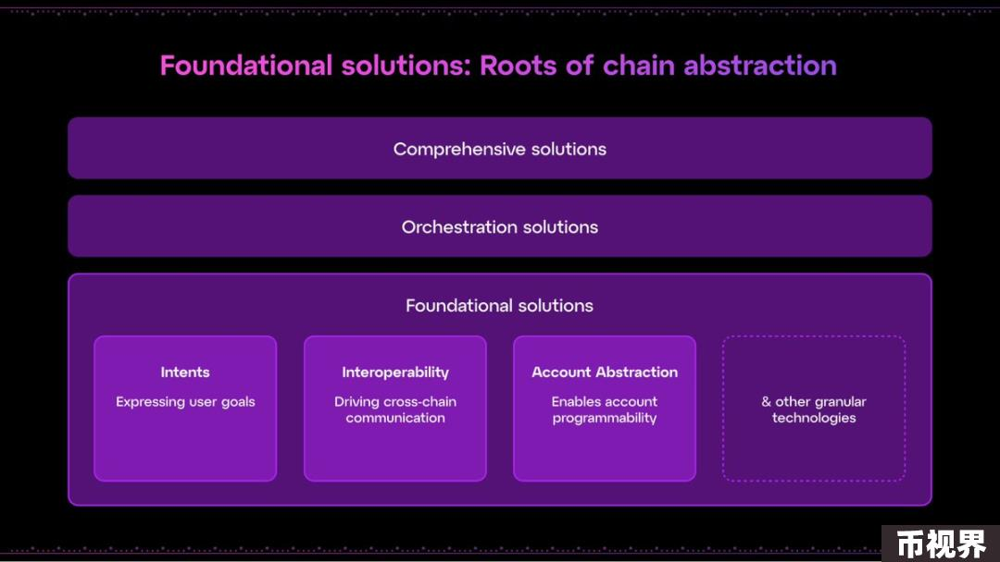 Foundational solutions: Roots of chain abstraction
Comprehensive solutions
Orchestration solutions
Foundational solutions
Intents
Expressing user goals
Interoperability
Driving cross-chain
communication
Account Abstraction
Enables account
programmability
& other granular
technologies
币视界